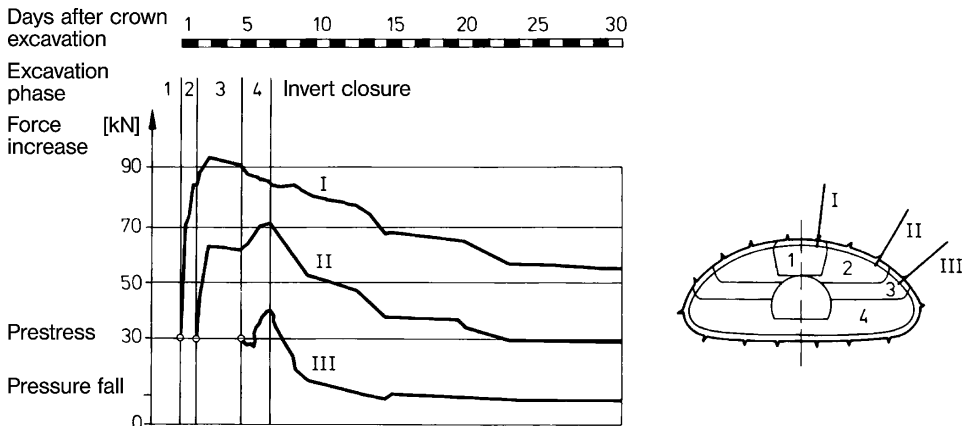 Days after crown
excavation
1 5 10 15 20 25 30
Excavation
phase
1 2 3 4 Invert closure
Force
increase
[kN]
90
70
50
Prestress 30
Pressure fall
0
I
II
III
I
II
III
1
2
3
4